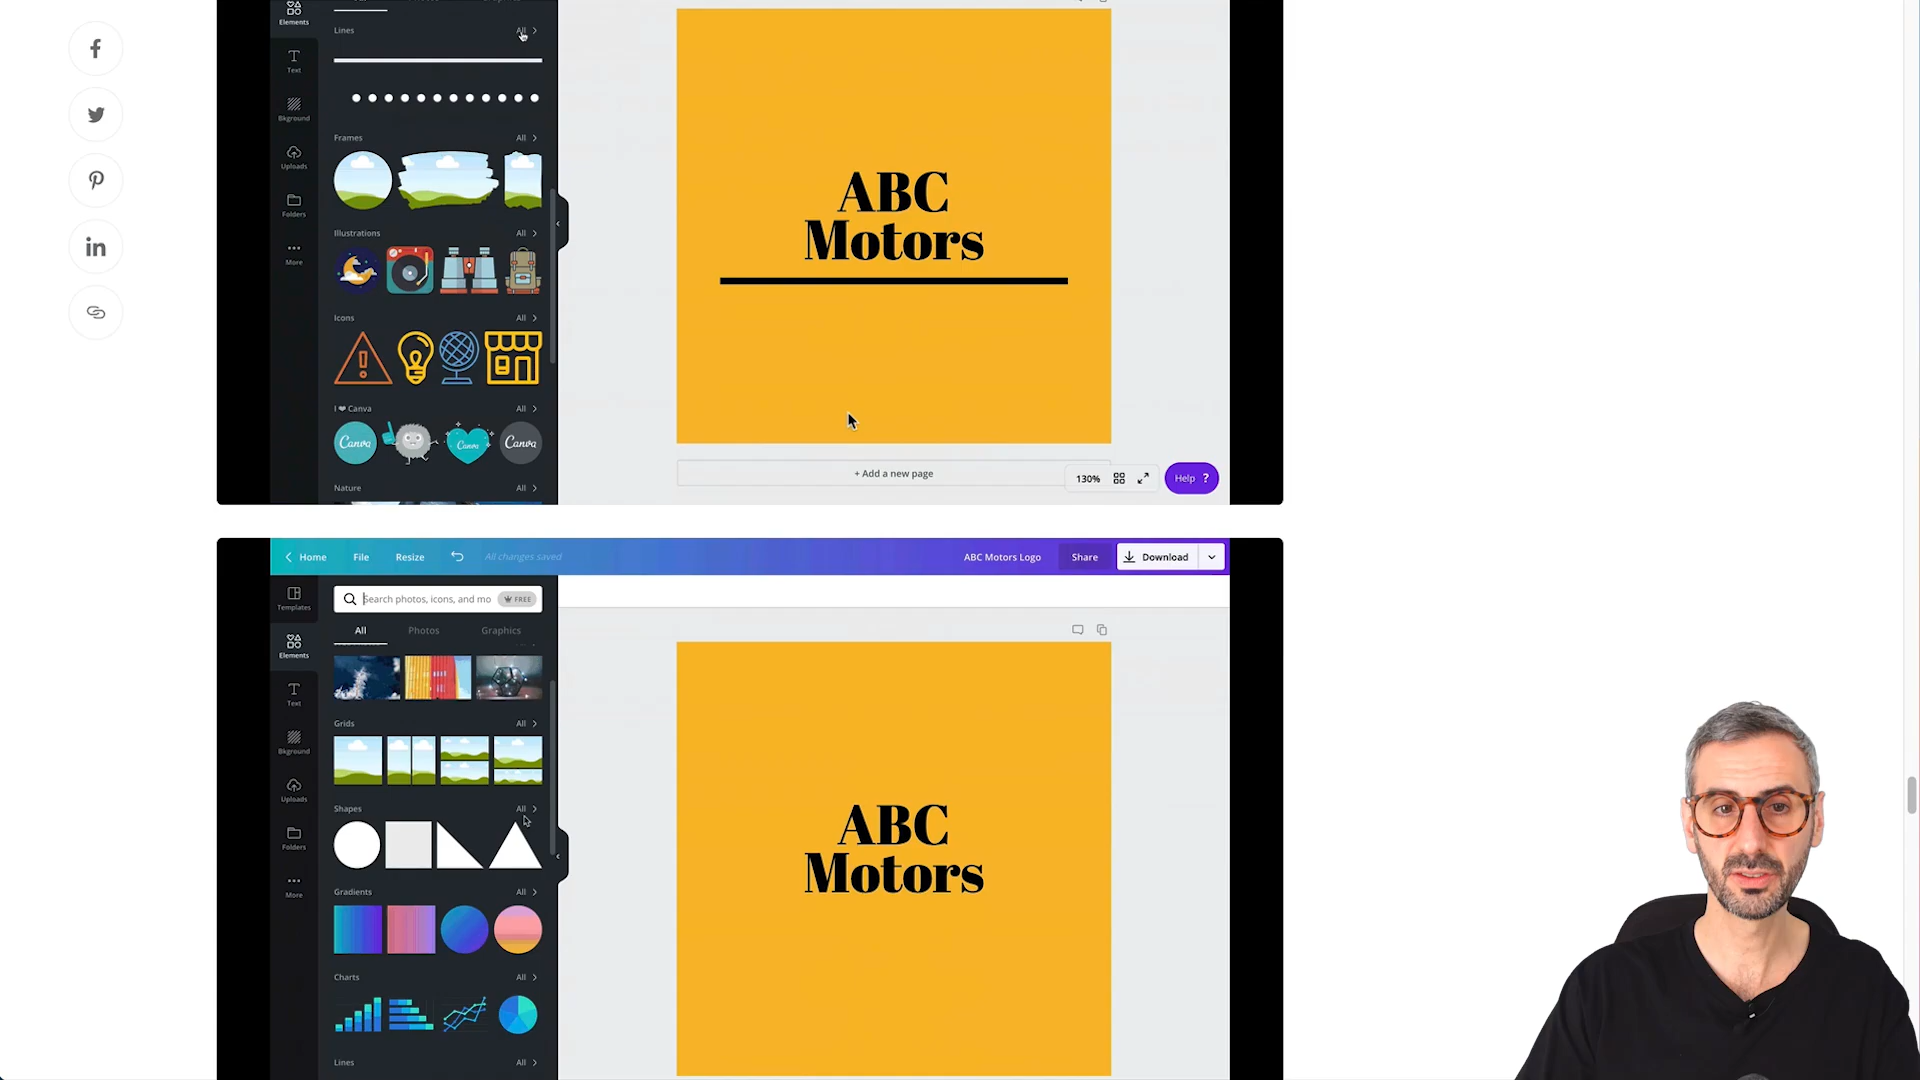 Elements
Lines
All
Text
Bkground
Frames
All
Uploads
Folders
Illustrations
All
More
Icons
All
I ❤ Canva
All
Canva
Canva
Canva
Nature
All
ABC
Motors
+ Add a new page
130%
Help ?
Home
File
Resize
All changes saved
ABC Motors Logo
Share
Download
Templates
Search photos, icons, and mo
FREE
All
Photos
Graphics
Elements
Text
Grids
All
Bkground
Uploads
Shapes
All
Folders
More
Gradients
All
Charts
All
Lines
All
ABC
Motors